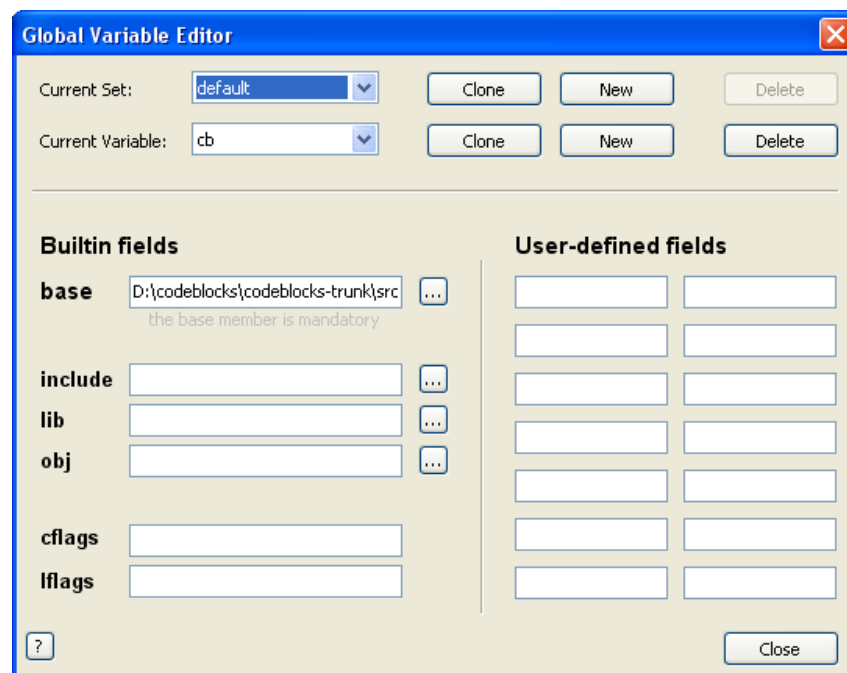 Global Variable Editor
Current Set: default Clone New Delete
Current Variable: cb Clone New Delete
Builtin fields User-defined fields
base D:\codeblocks\codeblocks-trunk\src ...
the base member is mandatory
include ...
lib ...
obj ...
cflags
lflags
? Close